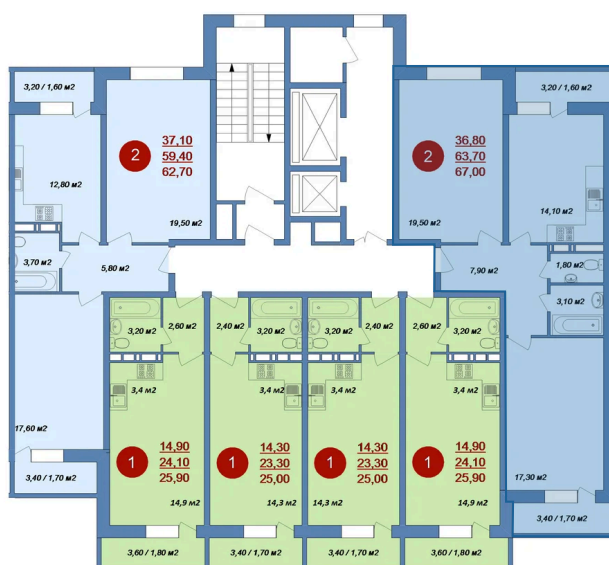 3,20 / 1,60 м2
3,20 / 1,60 м2
2
37,10
59,40
62,70
2
36,80
63,70
67,00
12,80 м2
19,50 м2
19,50 м2
14,10 м2
3,70 м2
5,80 м2
7,90 м2
1,80 м2
3,10 м2
3,20 м2
2,60 м2
2,40 м2
3,20 м2
3,20 м2
2,40 м2
2,60 м2
3,20 м2
3,4 м2
3,4 м2
3,4 м2
3,4 м2
17,60 м2
1
14,90
24,10
25,90
1
14,30
23,30
25,00
1
14,30
23,30
25,00
1
14,90
24,10
25,90
14,9 м2
14,3 м2
14,3 м2
14,9 м2
17,30 м2
3,40 / 1,70 м2
3,40 / 1,70 м2
3,60 / 1,80 м2
3,40 / 1,70 м2
3,40 / 1,70 м2
3,60 / 1,80 м2